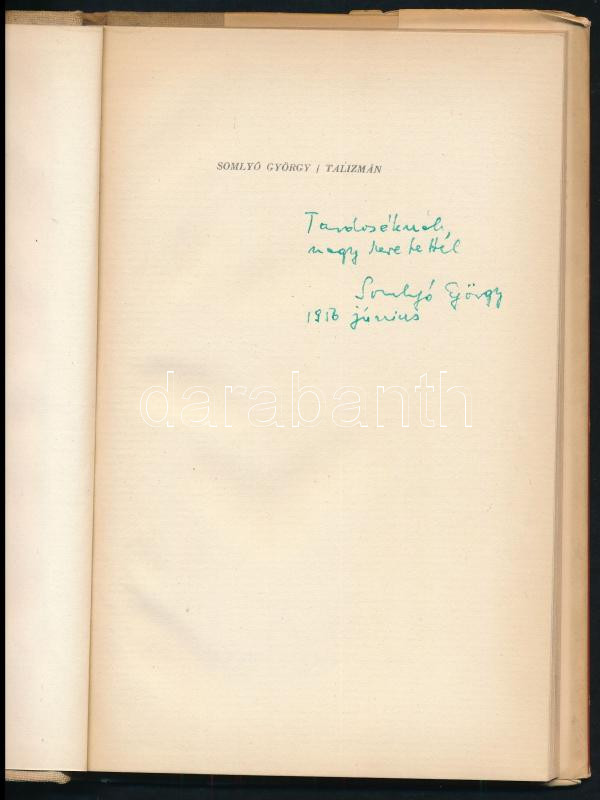 SOMLYÓ GYÖRGY / TALIZMÁN
Tardoséknak,
nagy szeretettel
Somlyó György
1956 június
darabanth